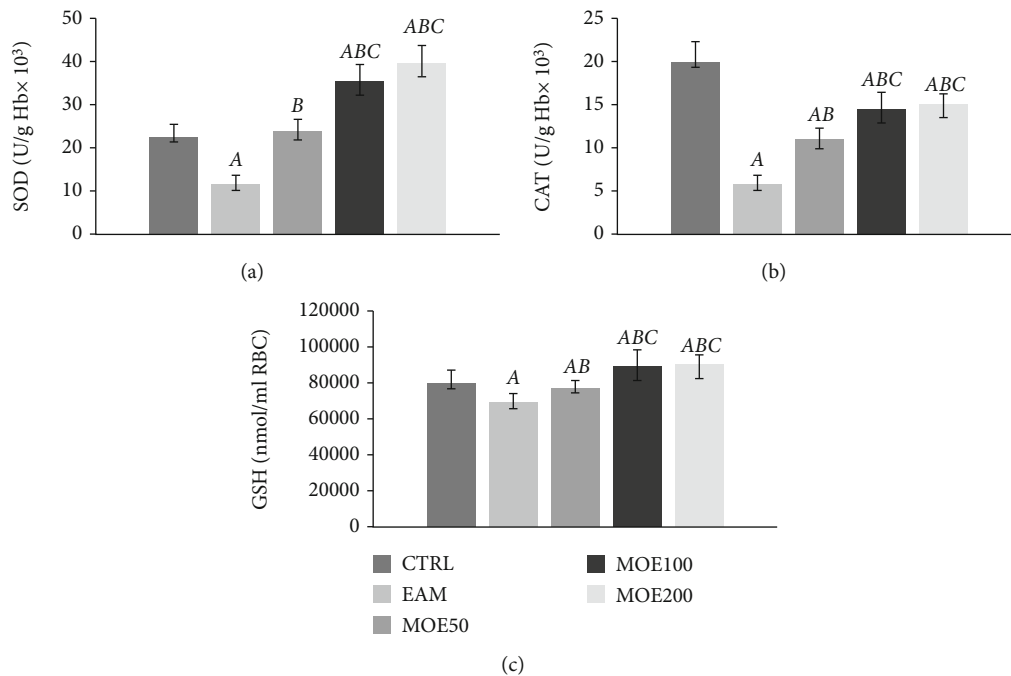 SOD (U/g Hb× 10³)
50
40
30
20
10
0
A
B
ABC
ABC
(a)
CAT (U/g Hb× 10³)
25
20
15
10
5
0
A
AB
ABC
ABC
(b)
GSH (nmol/ml RBC)
120000
100000
80000
60000
40000
20000
0
A
AB
ABC
ABC
CTRL
EAM
MOE50
MOE100
MOE200
(c)